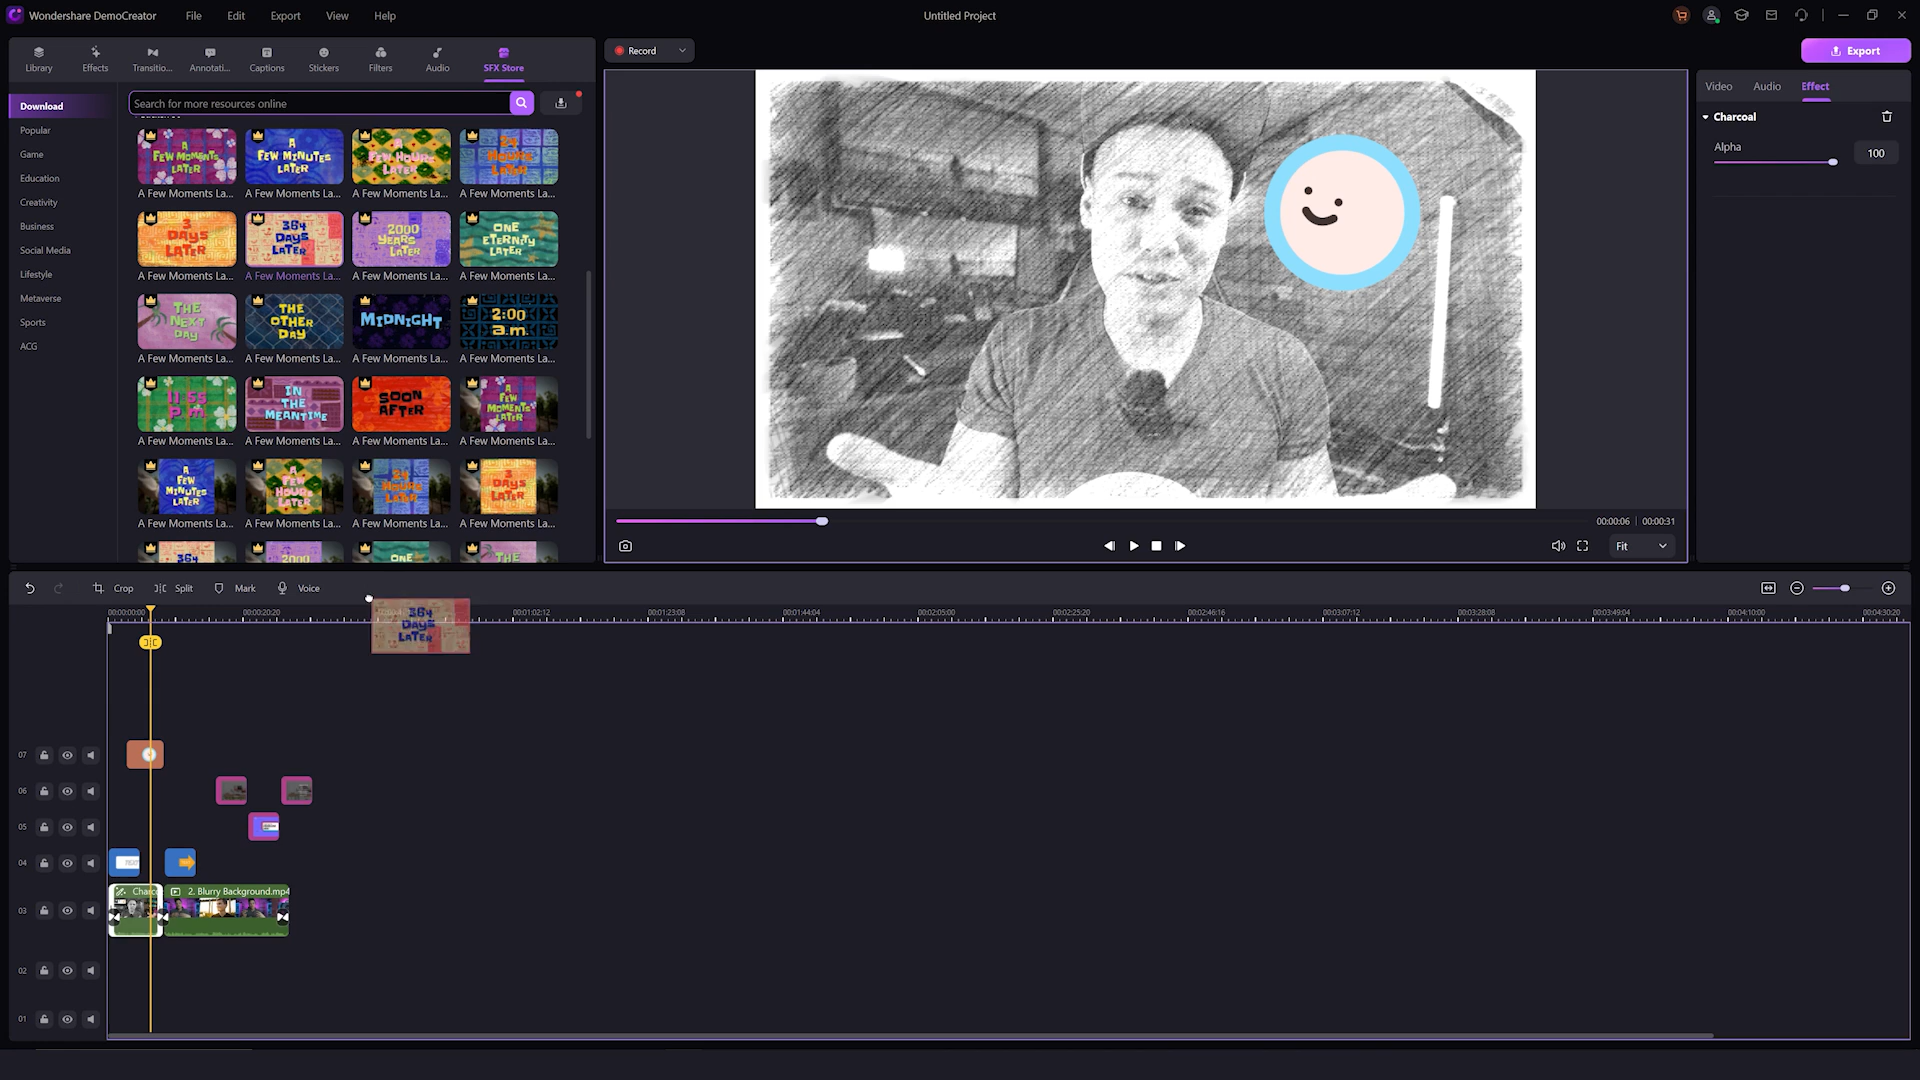 Wondershare DemoCreator File Edit Export View Help Untitled Project
Library Effects Transitio... Annotati... Captions Stickers Filters Audio SFX Store
Record
Export
Download
Popular
Game
Education
Creativity
Business
Social Media
Lifestyle
Metaverse
Sports
ACG
Search for more resources online
A FEW MOMENTS LATER
A FEW MINUTES LATER
A FEW HOURS LATER
24 HOURS LATER
A Few Moments La... A Few Moments La... A Few Moments La... A Few Moments La...
3 DAYS LATER
364 DAYS LATER
2000 YEARS LATER
ONE ETERNITY LATER
A Few Moments La... A Few Moments La... A Few Moments La... A Few Moments La...
THE NEXT DAY
THE OTHER DAY
MIDNIGHT
2:00 a.m.
A Few Moments La... A Few Moments La... A Few Moments La... A Few Moments La...
11:55 pm
IN THE MEANTIME
SOON AFTER
A FEW MOMENTS LATER
A Few Moments La... A Few Moments La... A Few Moments La... A Few Moments La...
A FEW MINUTES LATER
A FEW HOURS LATER
24 HOURS LATER
3 DAYS LATER
A Few Moments La... A Few Moments La... A Few Moments La... A Few Moments La...
364
2000
ONE
THE
00:00:06 | 00:00:31
Fit
Video Audio Effect
Charcoal
Alpha
100
Crop Split Mark Voice
00:00:00:00 00:00:20:20 00:01:02:12 00:01:23:08 00:01:44:04 00:02:05:00 00:02:25:20 00:02:46:16 00:03:07:12 00:03:28:08 00:03:49:04 00:04:10:00 00:04:30:20
364 DAYS LATER
07
06
05
04
03
Charc
2. Blurry Background.mp4
02
01